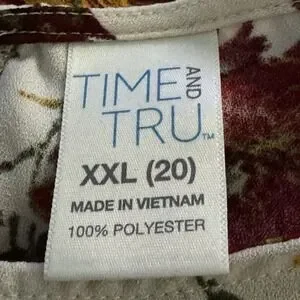 TIME AND
TRU™
XXL (20)
MADE IN VIETNAM
100% POLYESTER